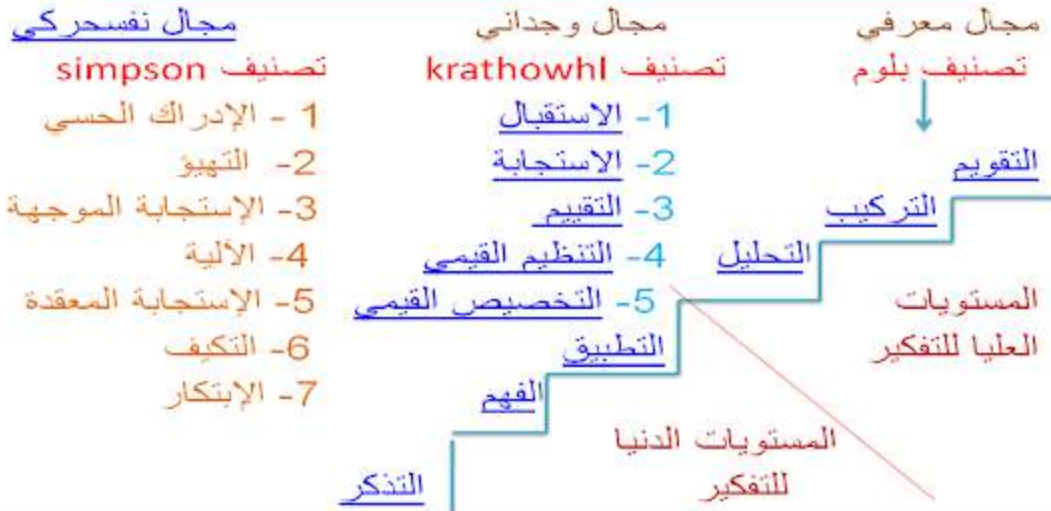 مجال معرفي
تصنيف بلوم
التقويم
التركيب
التحليل
التطبيق
الفهم
التذكر
المستويات
العليا للتفكير
المستويات الدنيا
للتفكير
مجال وجداني
تصنيف krathowhl
1- الاستقبال
2- الاستجابة
3- التقييم
4- التنظيم القيمي
5- التخصيص القيمي
مجال نفسحركي
تصنيف simpson
1 - الإدراك الحسي
2- التهيؤ
3- الإستجابة الموجهة
4- الألية
5- الإستجابة المعقدة
6- التكيف
7- الإبتكار